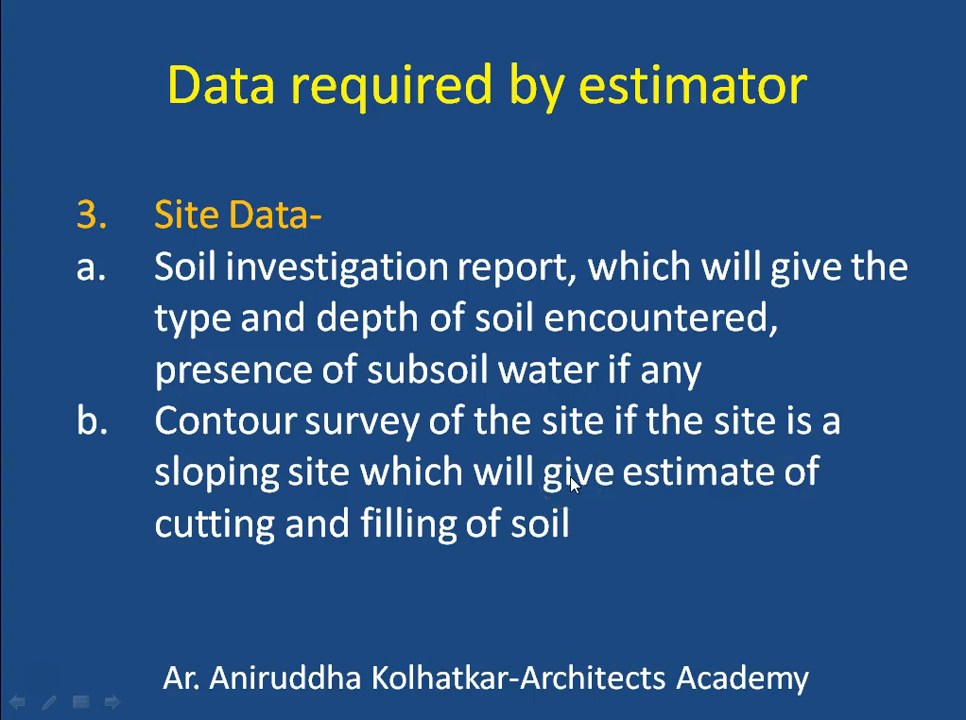 Data required by estimator
3. Site Data-
a. Soil investigation report, which will give the
type and depth of soil encountered,
presence of subsoil water if any
b. Contour survey of the site if the site is a
sloping site which will give estimate of
cutting and filling of soil
Ar. Aniruddha Kolhatkar-Architects Academy